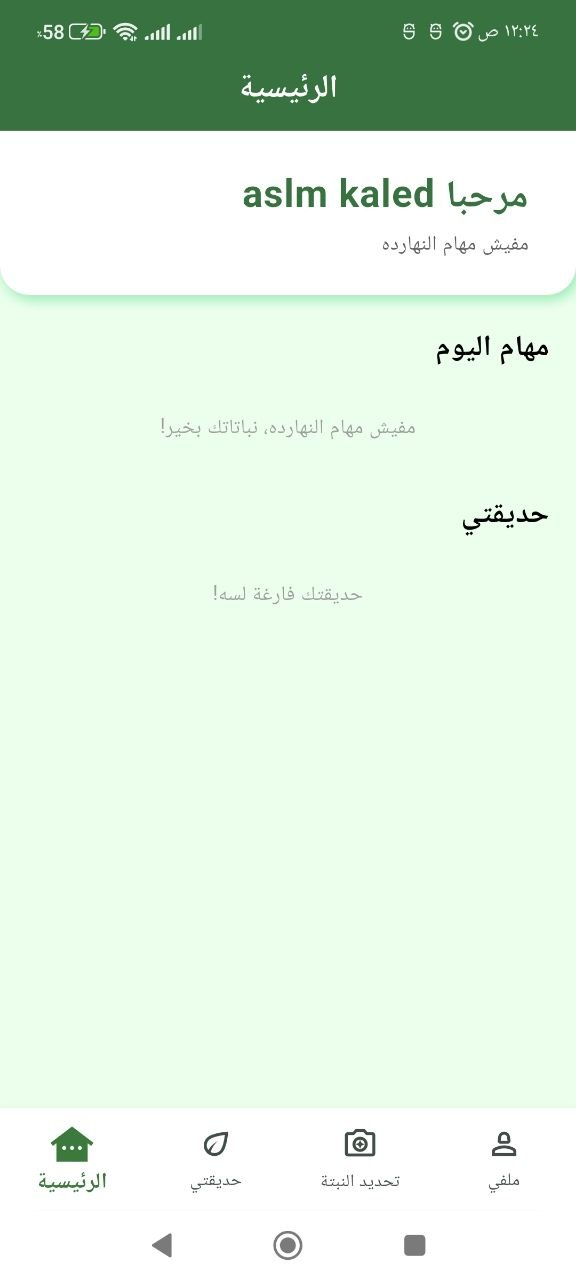 ١٢:٢٤ ص
58%
الرئيسية
مرحبا aslm kaled
مفيش مهام النهارده
مهام اليوم
مفيش مهام النهارده، نباتاتك بخير!
حديقتي
حديقتك فارغة لسه!
ملفي
تحديد النبتة
حديقتي
الرئيسية